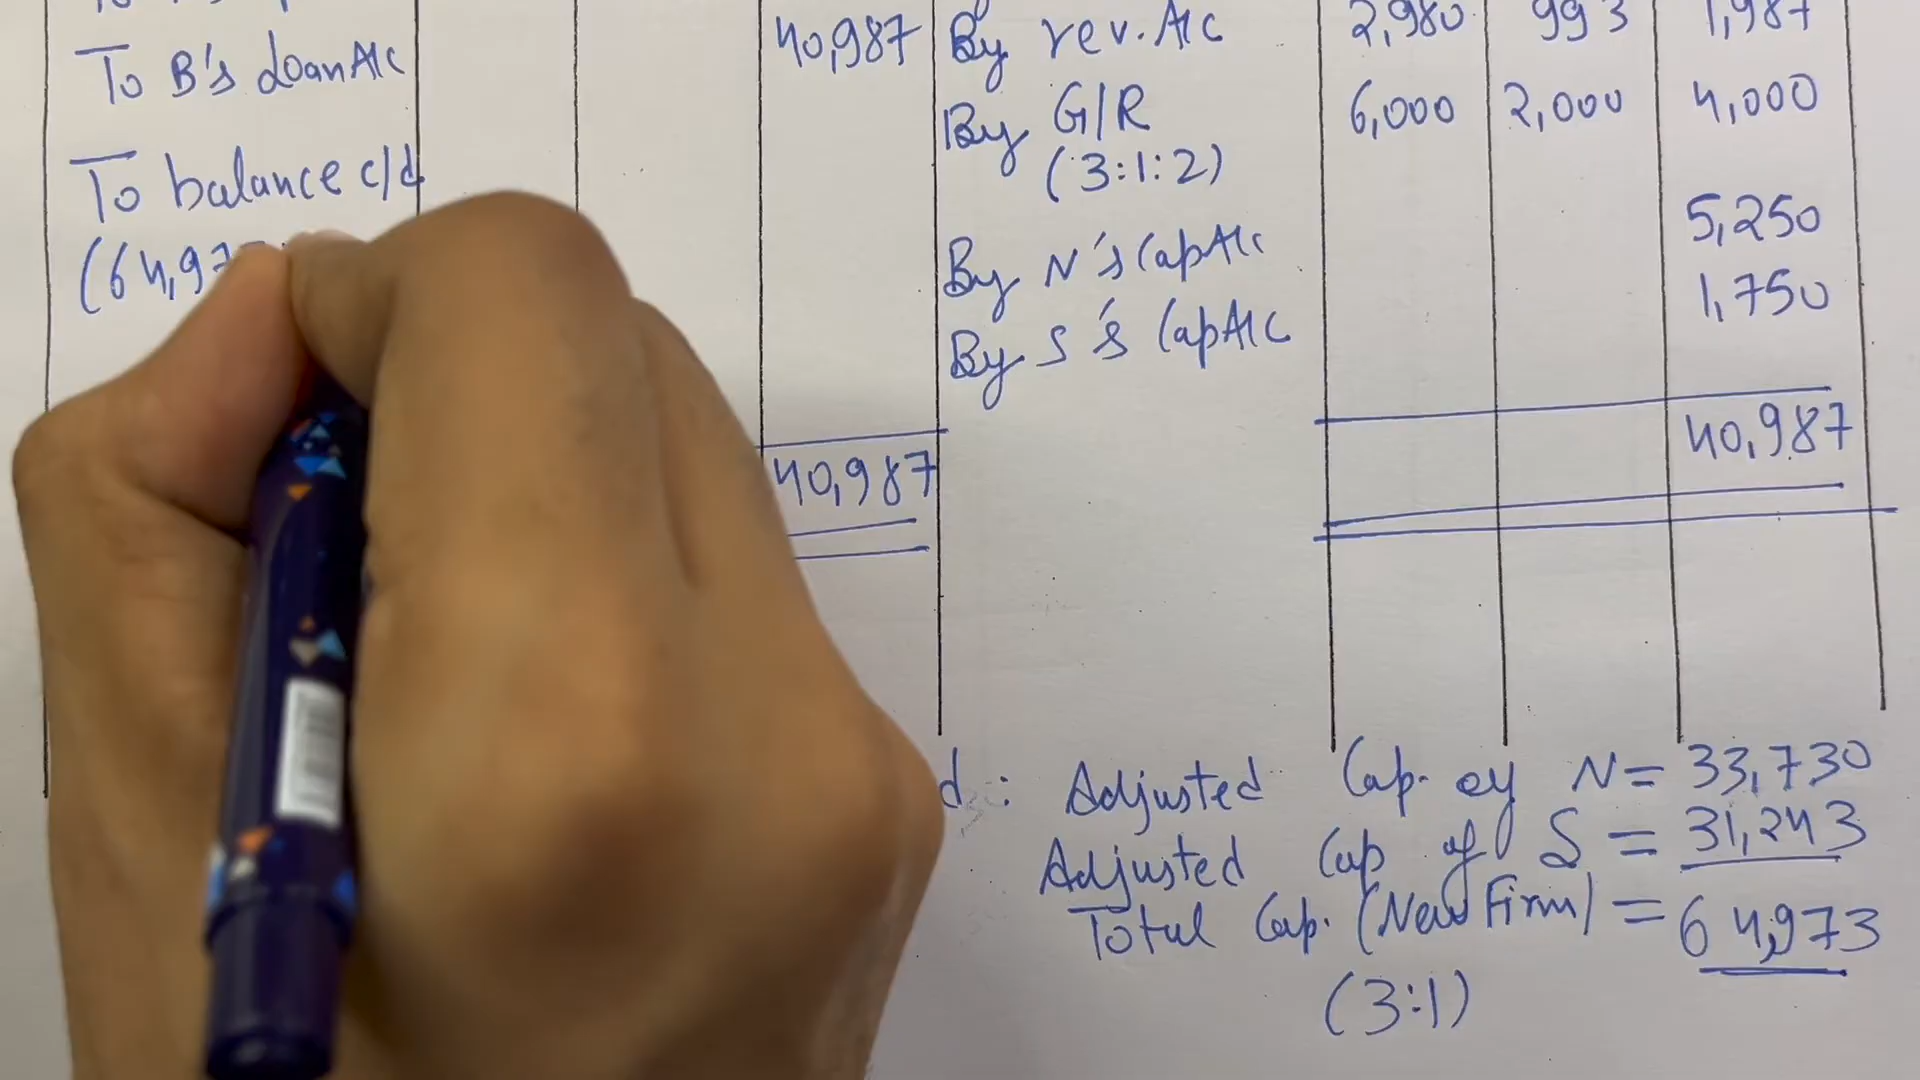 To B's Loan A/c 40,987 By rev. A/c 2,980 993 1,987
By G/R 6,000 2,000 4,000
(3:1:2)
To balance c/d
(64,97
5,250
By N's Cap A/c
1,750
By S's Cap A/c
40,987 40,987
d : Adjusted Cap. of N = 33,730
Adjusted Cap of S = 31,243
Total Cap. (New Firm) = 64,973
(3:1)